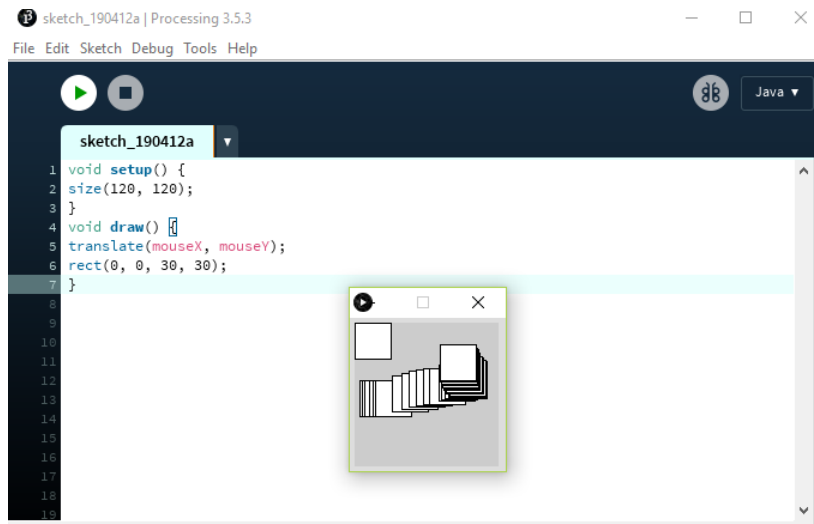 sketch_190412a | Processing 3.5.3
File Edit Sketch Debug Tools Help
Java ▼
sketch_190412a ▼
1 void setup() {
2 size(120, 120);
3 }
4 void draw() {
5 translate(mouseX, mouseY);
6 rect(0, 0, 30, 30);
7 }
8
9
10
11
12
13
14
15
16
17
18
19